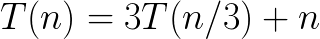 T(n) = 3T(n/3) + n